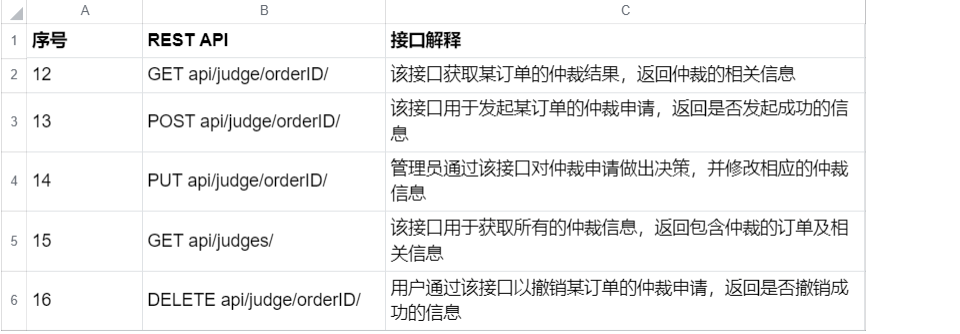 A B C
1 序号 REST API 接口解释
2 12 GET api/judge/orderID/ 该接口获取某订单的仲裁结果，返回仲裁的相关信息
3 13 POST api/judge/orderID/ 该接口用于发起某订单的仲裁申请，返回是否发起成功的信
息
4 14 PUT api/judge/orderID/ 管理员通过该接口对仲裁申请做出决策，并修改相应的仲裁
信息
5 15 GET api/judges/ 该接口用于获取所有的仲裁信息，返回包含仲裁的订单及相
关信息
6 16 DELETE api/judge/orderID/ 用户通过该接口以撤销某订单的仲裁申请，返回是否撤销成
功的信息